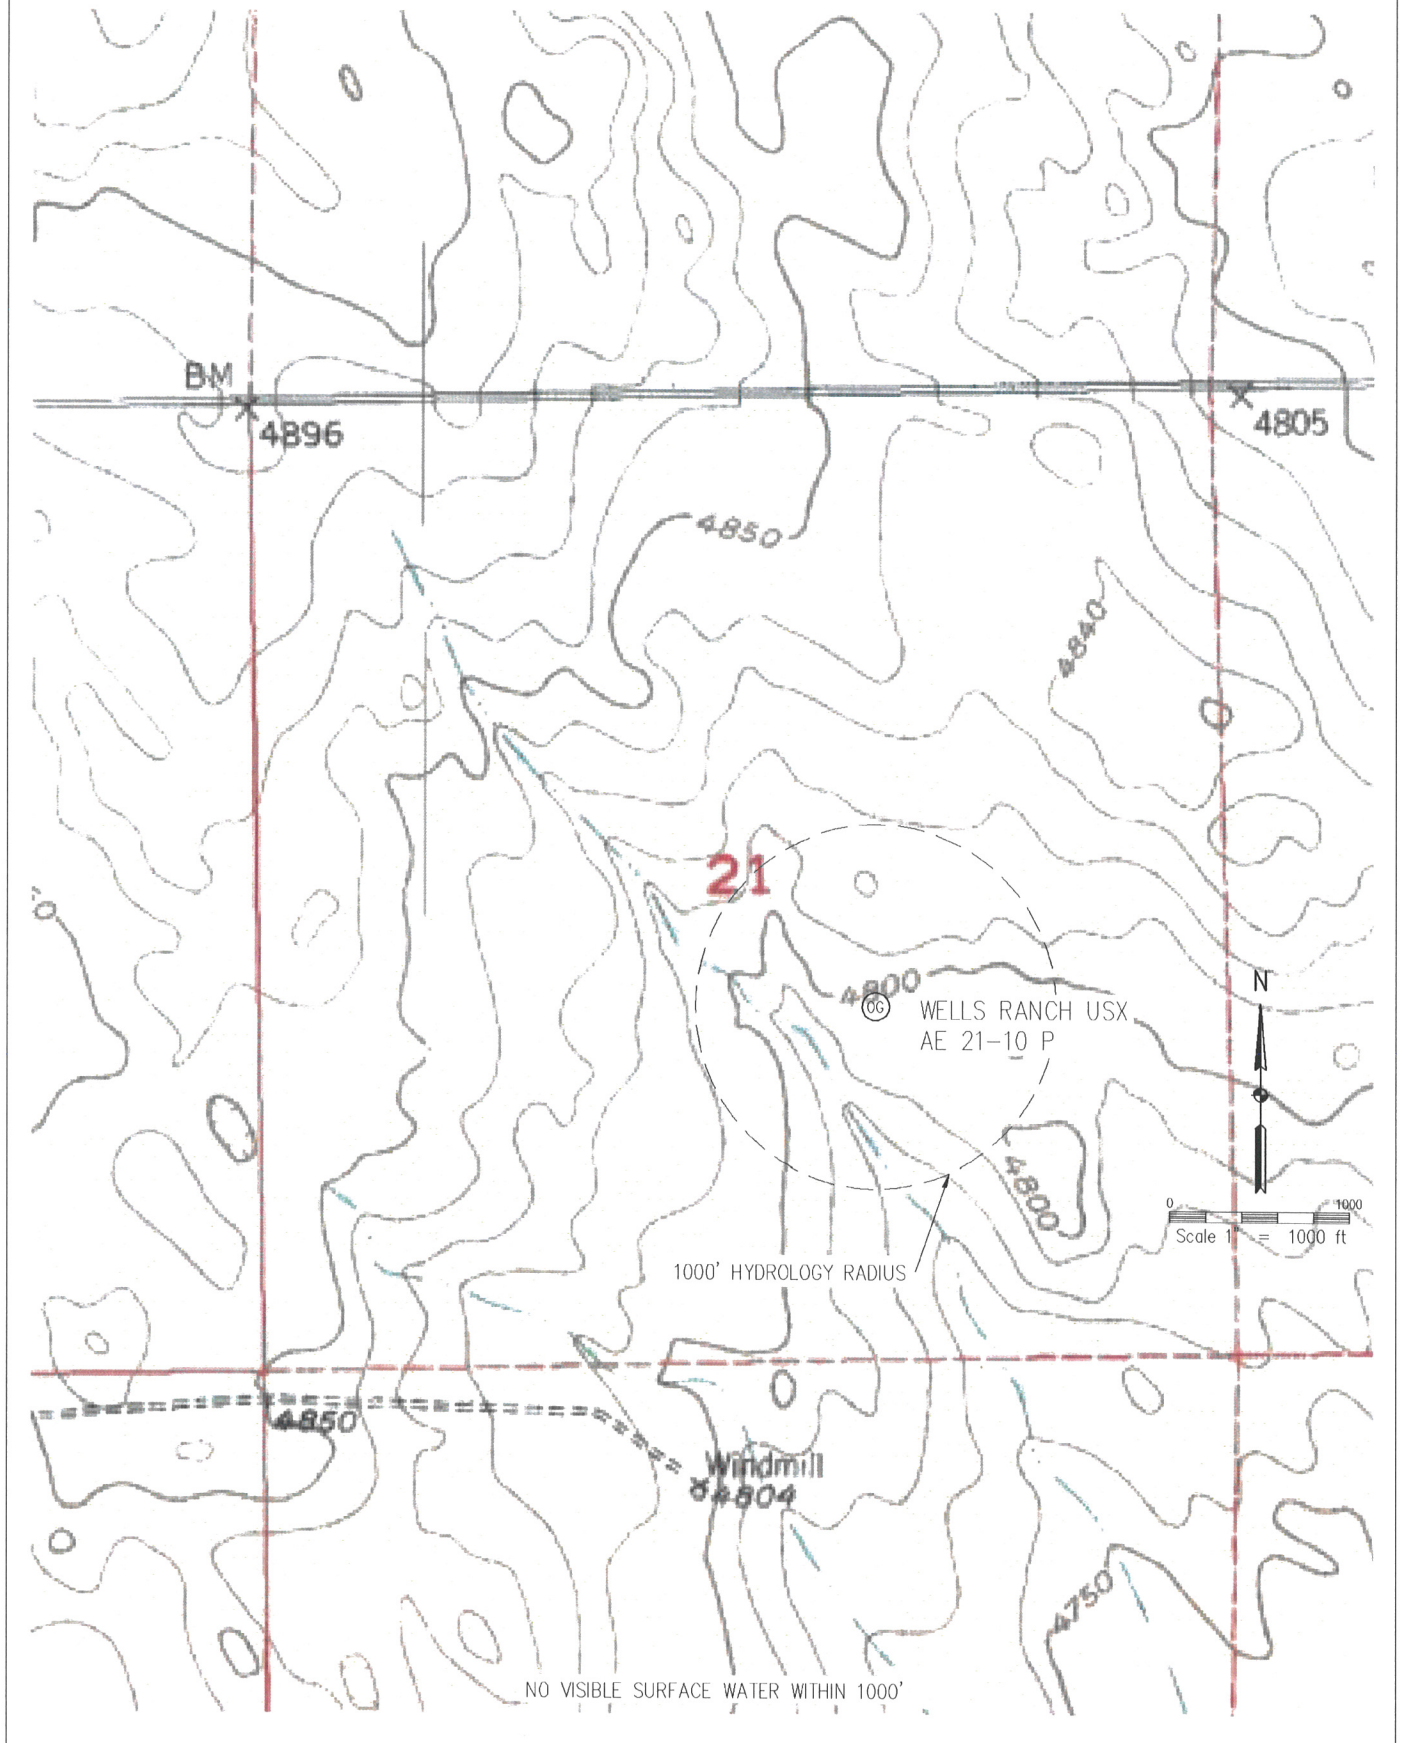 BM
4896
4805
4850
4840
21
4800
OG
WELLS RANCH USX
AE 21-10 P
N
4800
0 1000
Scale 1" = 1000 ft
1000' HYDROLOGY RADIUS
4850
Windmill
4804
4750
NO VISIBLE SURFACE WATER WITHIN 1000'